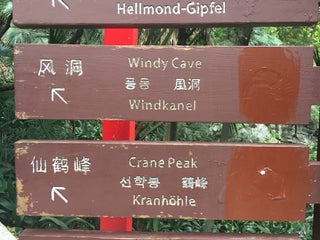 Hellmond-Gipfel
风洞
Windy Cave
풍동 風洞
Windkanel
仙鹤峰
Crane Peak
선학봉 鶴峰
Kranhöhle